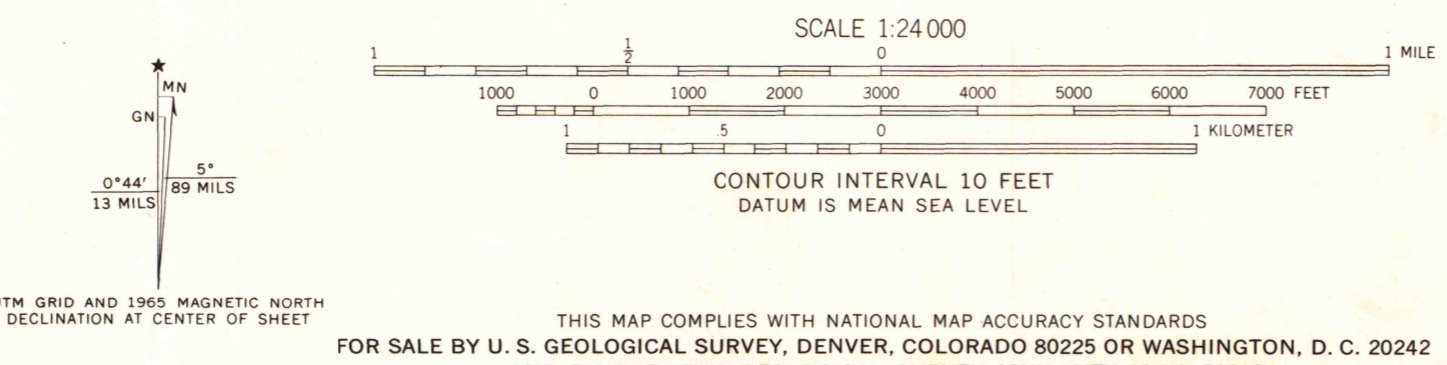 SCALE 1:24 000
1 ½ 0 1 MILE
1000 0 1000 2000 3000 4000 5000 6000 7000 FEET
1 .5 0 1 KILOMETER
CONTOUR INTERVAL 10 FEET
DATUM IS MEAN SEA LEVEL
★
MN
GN
5°
0°44′
89 MILS
13 MILS
UTM GRID AND 1965 MAGNETIC NORTH
DECLINATION AT CENTER OF SHEET
THIS MAP COMPLIES WITH NATIONAL MAP ACCURACY STANDARDS
FOR SALE BY U. S. GEOLOGICAL SURVEY, DENVER, COLORADO 80225 OR WASHINGTON, D. C. 20242